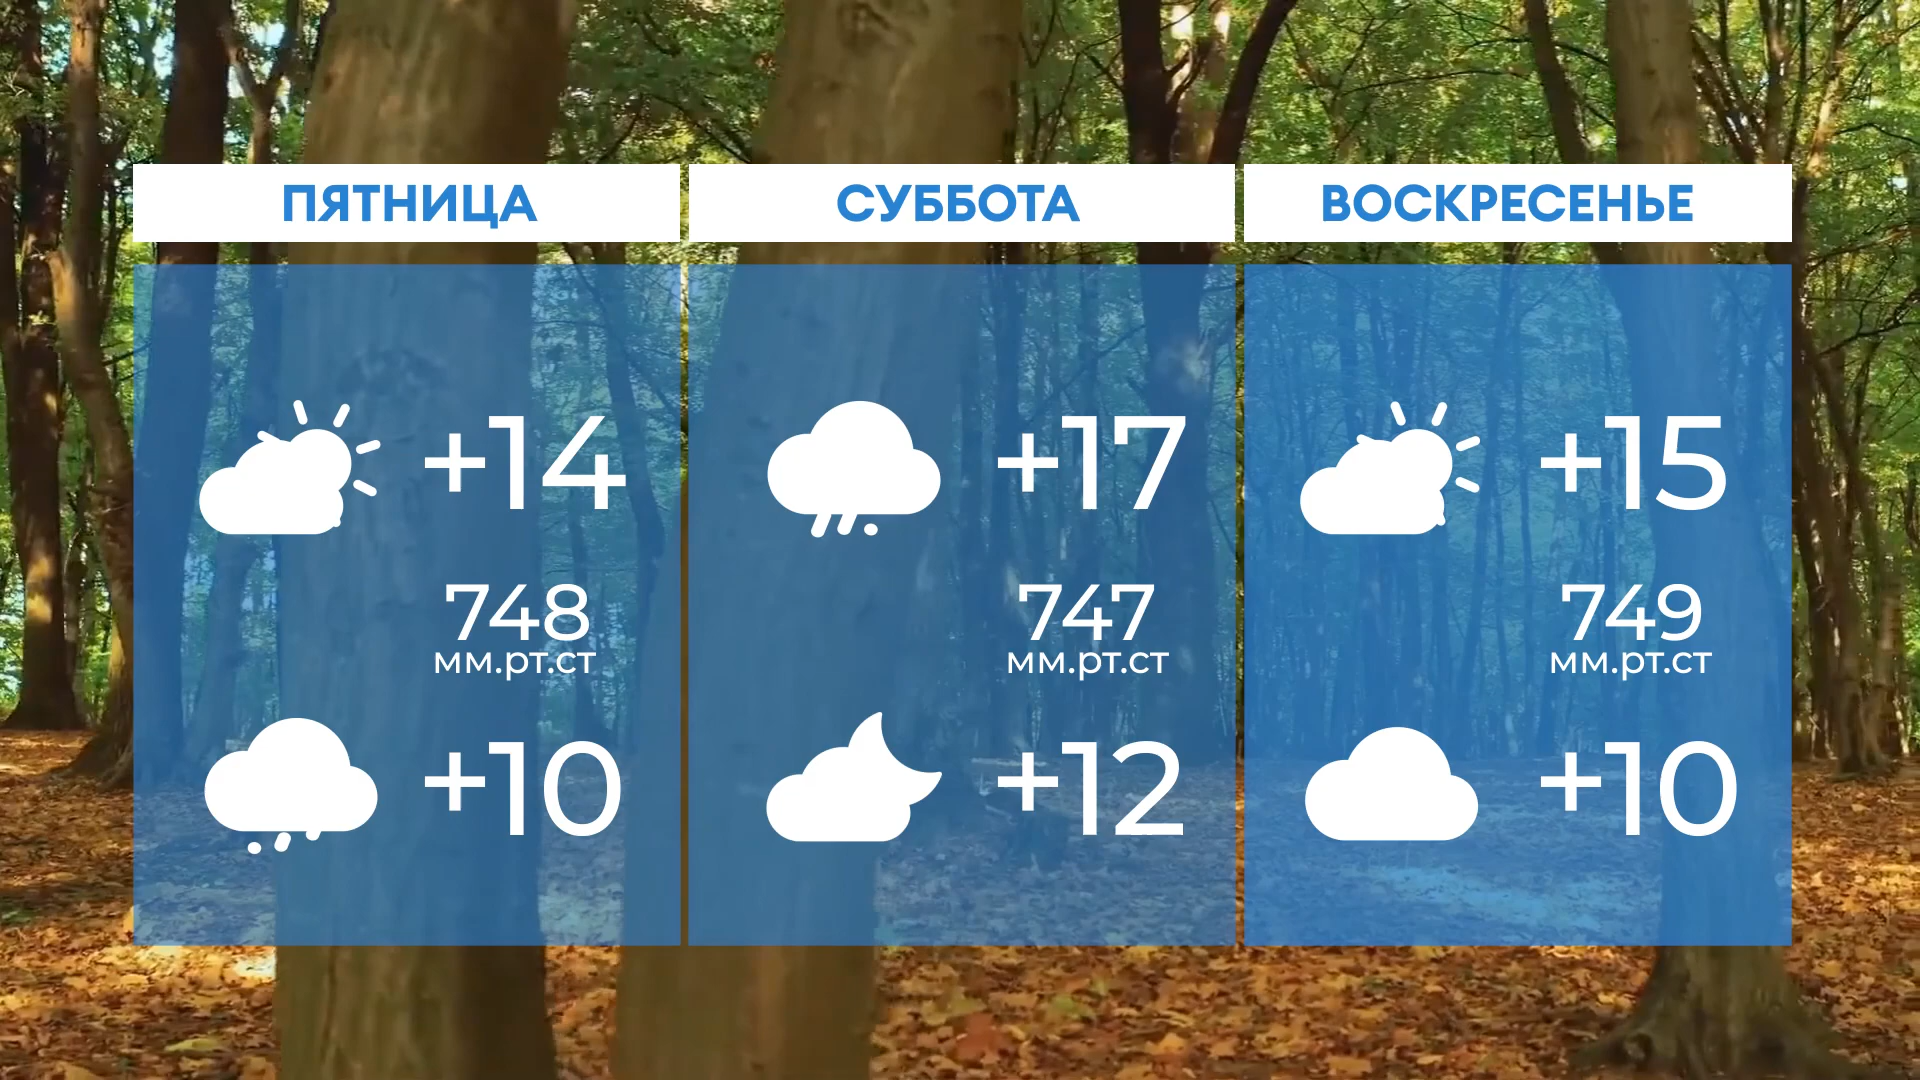 ПЯТНИЦА
+14
748
мм.рт.ст
+10
СУББОТА
+17
747
мм.рт.ст
+12
ВОСКРЕСЕНЬЕ
+15
749
мм.рт.ст
+10